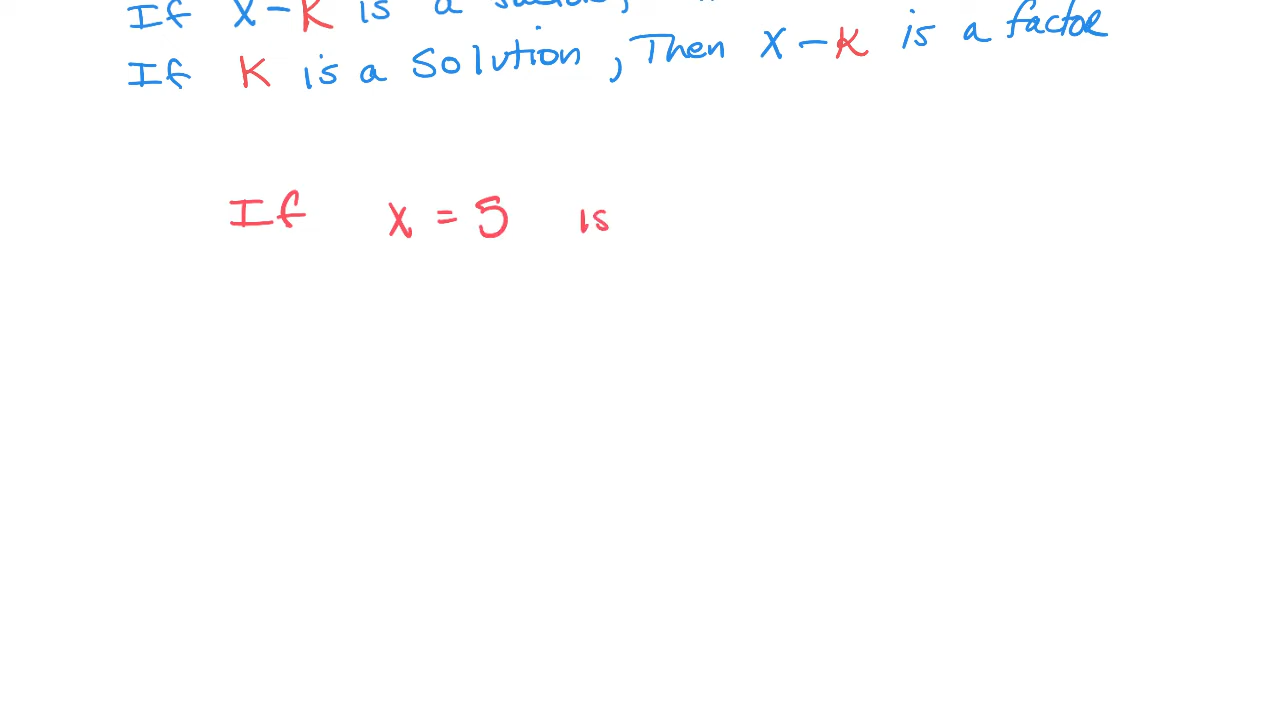 If x - K is a
If K is a Solution, Then x - K is a factor
If x = 5 is